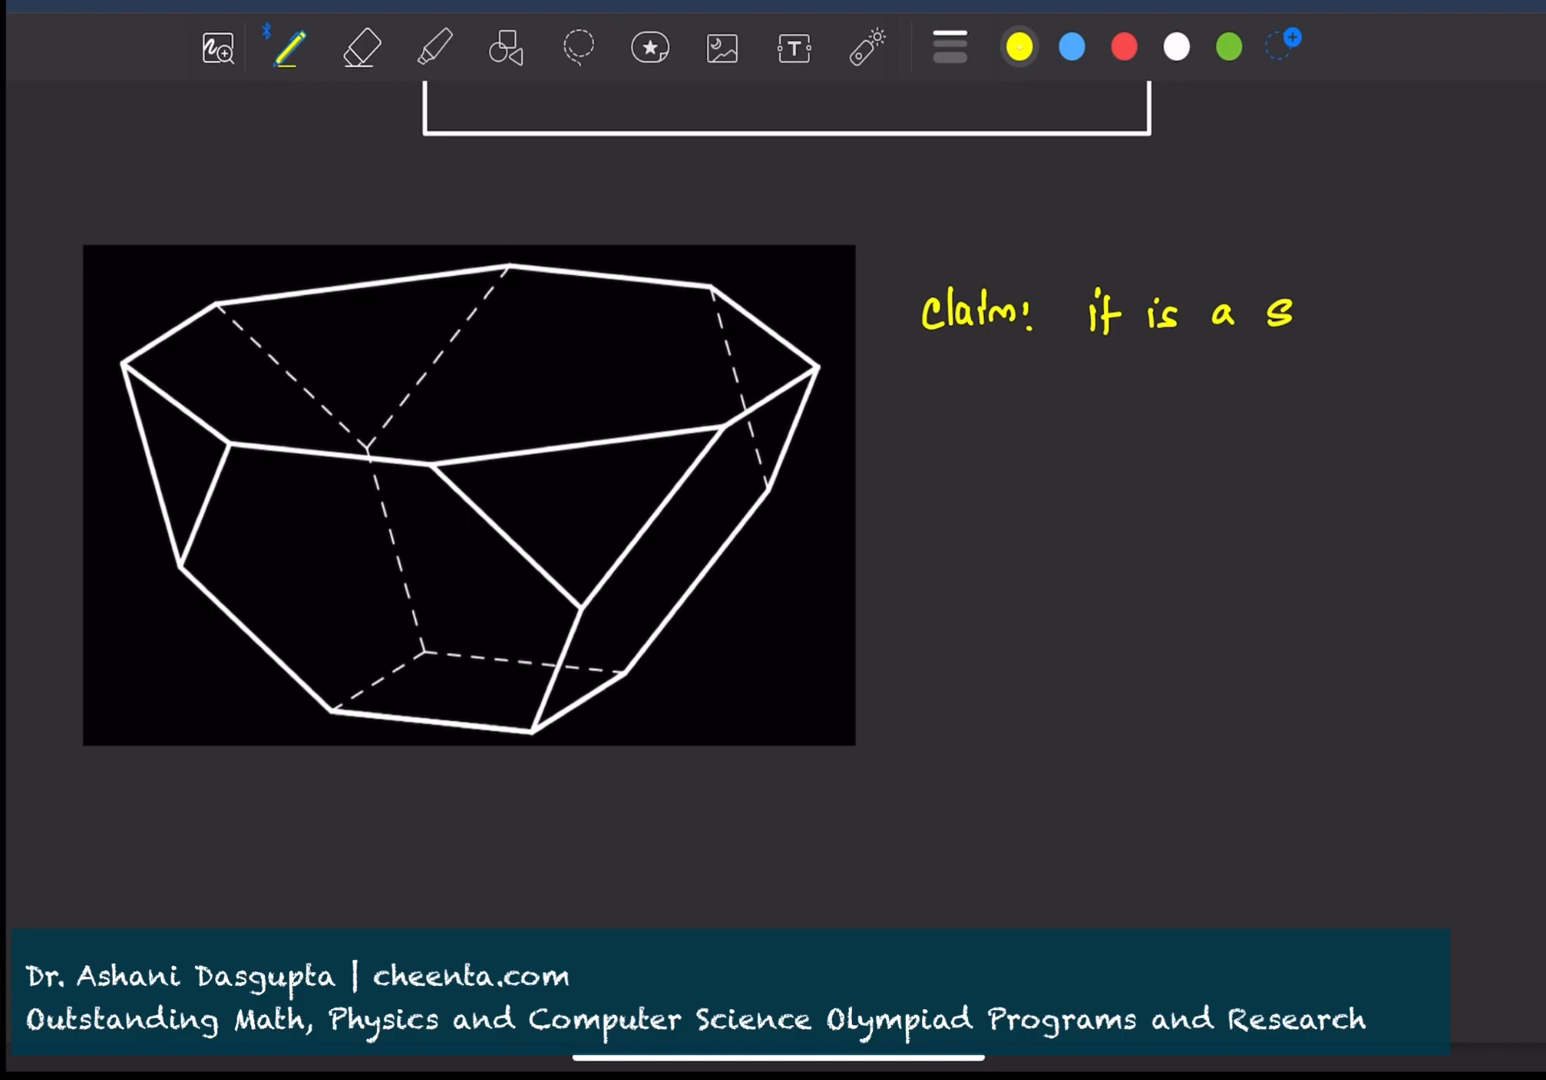 Claim: it is a s
Dr. Ashani Dasgupta | cheenta.com
Outstanding Math, Physics and Computer Science Olympiad Programs and Research